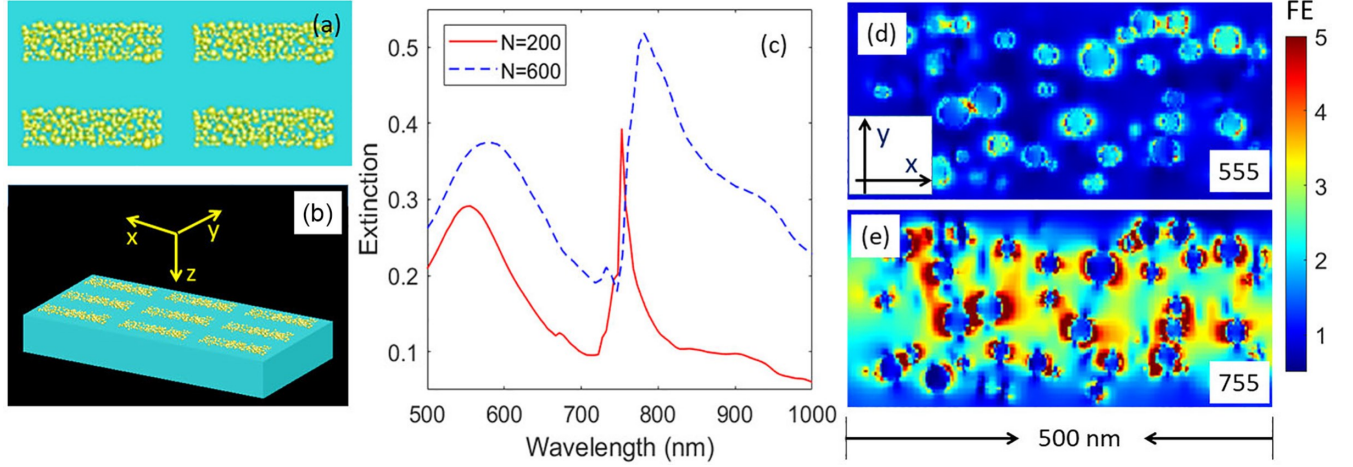 (a)
(b)
x
y
z
(c)
N=200
N=600
Extinction
0.5
0.4
0.3
0.2
0.1
500
600
700
800
900
1000
Wavelength (nm)
(d)
y
x
555
(e)
755
500 nm
FE
5
4
3
2
1